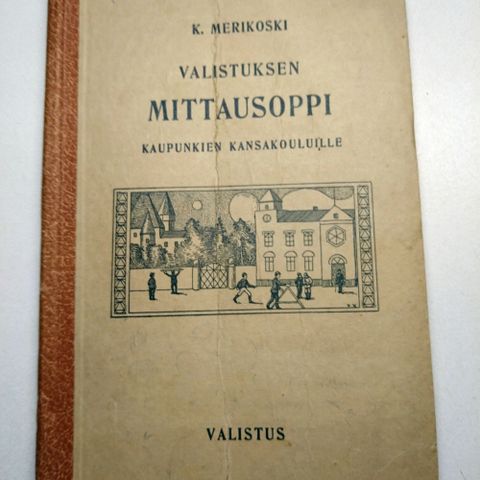 K. MERIKOSKI
VALISTUKSEN
MITTAUSOPPI
KAUPUNKIEN KANSAKOULUILLE
VALISTUS